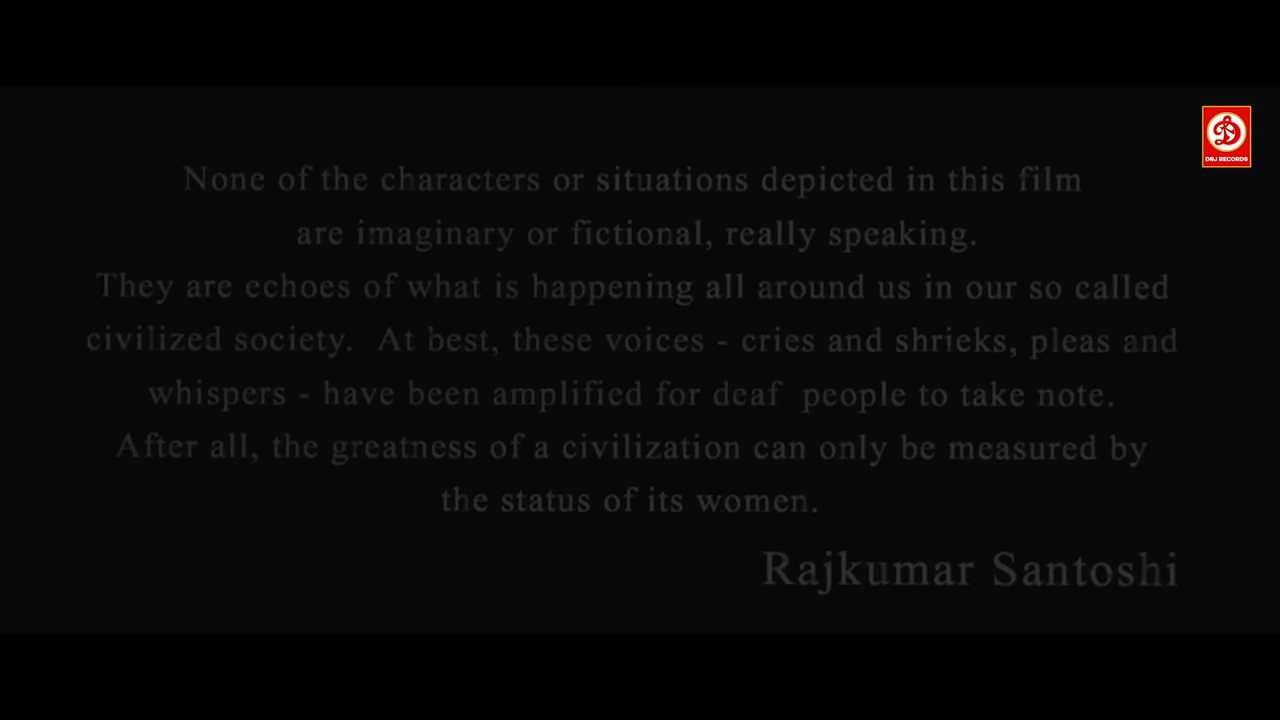 DRJ RECORDS
None of the characters or situations depicted in this film
are imaginary or fictional, really speaking.
They are echoes of what is happening all around us in our so called
civilized society. At best, these voices - cries and shrieks, pleas and
whispers - have been amplified for deaf people to take note.
After all, the greatness of a civilization can only be measured by
the status of its women.
Rajkumar Santoshi